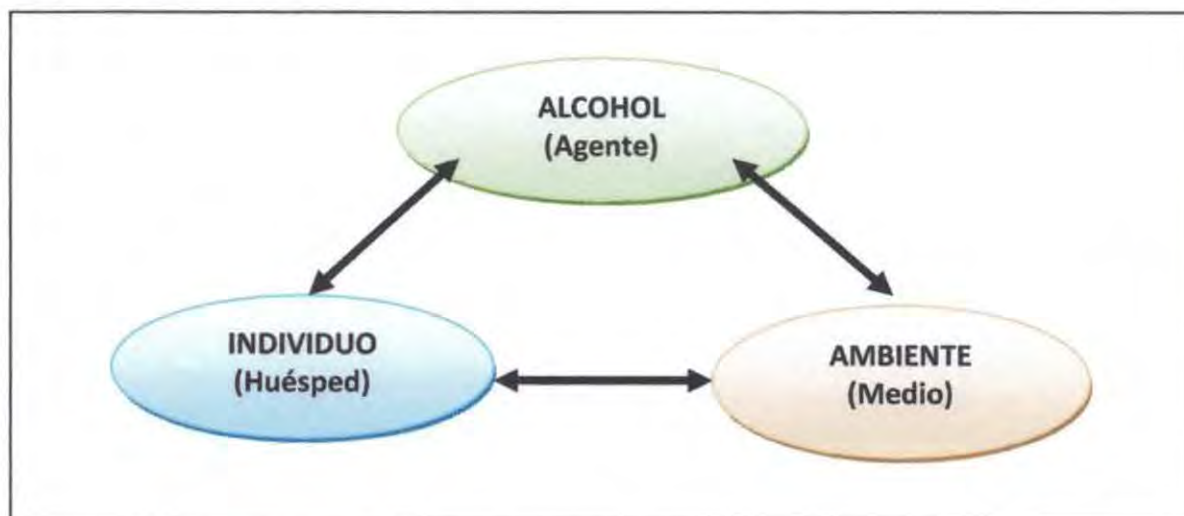 ALCOHOL
(Agente)
INDIVIDUO
(Huésped)
AMBIENTE
(Medio)